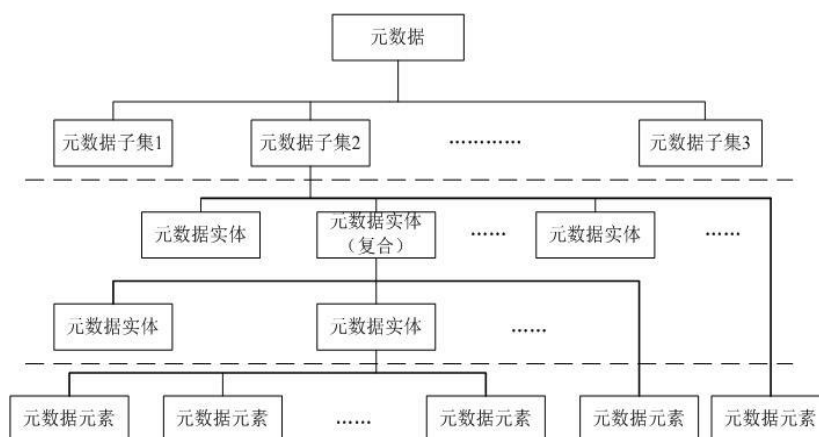 元数据
元数据子集1
元数据子集2
…………
元数据子集3
元数据实体
元数据实体
（复合）
……
元数据实体
……
元数据实体
元数据实体
……
元数据元素
元数据元素
……
元数据元素
元数据元素
元数据元素